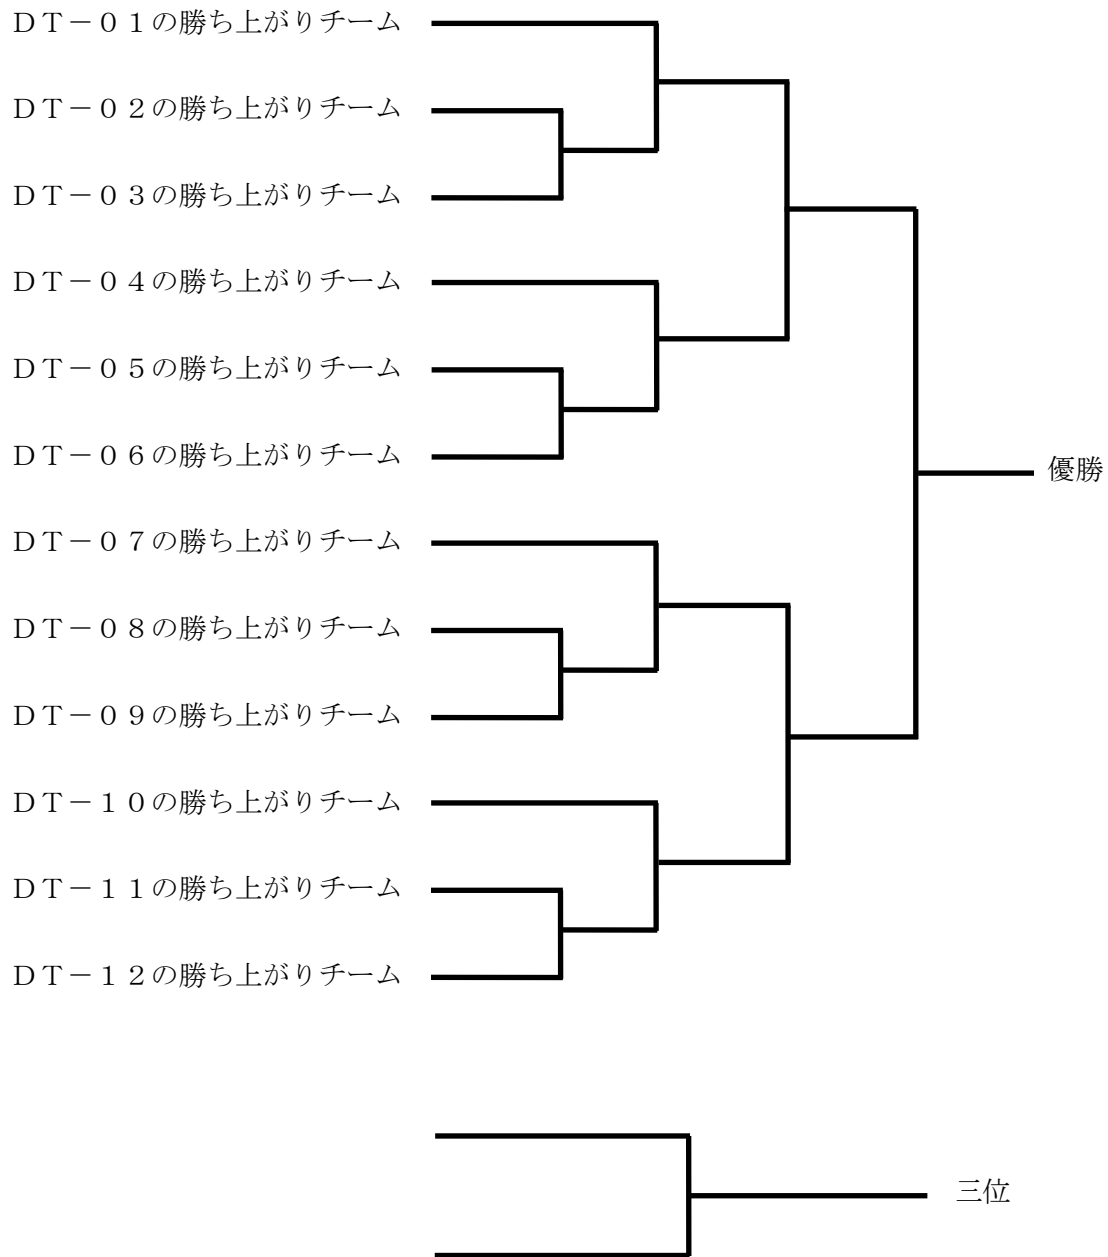 DT-01の勝ち上がりチーム
DT-02の勝ち上がりチーム
DT-03の勝ち上がりチーム
DT-04の勝ち上がりチーム
DT-05の勝ち上がりチーム
DT-06の勝ち上がりチーム
優勝
DT-07の勝ち上がりチーム
DT-08の勝ち上がりチーム
DT-09の勝ち上がりチーム
DT-10の勝ち上がりチーム
DT-11の勝ち上がりチーム
DT-12の勝ち上がりチーム
三位